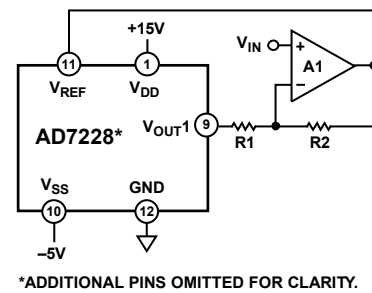 +15V
VIN
A1
+
–
11
1
VREF
VDD
AD7228*
VOUT1
9
R1
R2
VSS
GND
10
12
–5V
*ADDITIONAL PINS OMITTED FOR CLARITY.